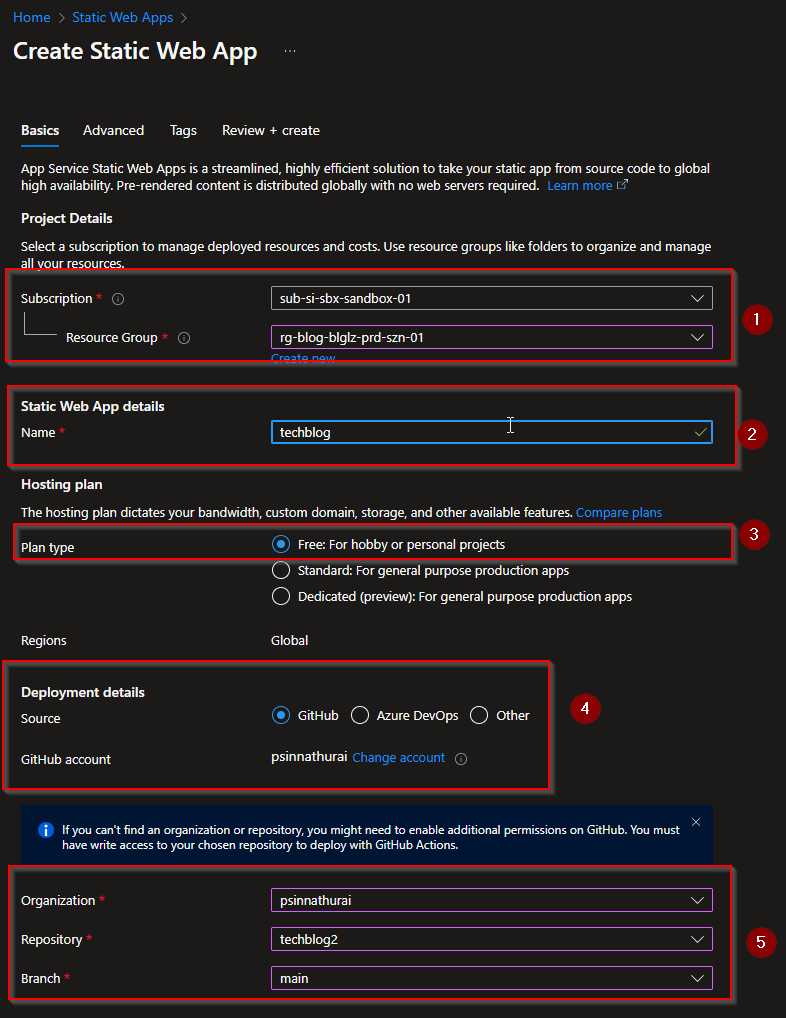 Home > Static Web Apps >
Create Static Web App ...
Basics Advanced Tags Review + create
App Service Static Web Apps is a streamlined, highly efficient solution to take your static app from source code to global
high availability. Pre-rendered content is distributed globally with no web servers required. Learn more
Project Details
Select a subscription to manage deployed resources and costs. Use resource groups like folders to organize and manage
all your resources.
Subscription * sub-si-sbx-sandbox-01
1
Resource Group * rg-blog-blglz-prd-szn-01
Create new
Static Web App details
Name * techblog
2
Hosting plan
The hosting plan dictates your bandwidth, custom domain, storage, and other available features. Compare plans
3
Plan type Free: For hobby or personal projects
Standard: For general purpose production apps
Dedicated (preview): For general purpose production apps
Regions Global
Deployment details
4
Source GitHub Azure DevOps Other
GitHub account psinnathurai Change account
If you can't find an organization or repository, you might need to enable additional permissions on GitHub. You must
have write access to your chosen repository to deploy with GitHub Actions.
Organization * psinnathurai
Repository * techblog2
5
Branch * main